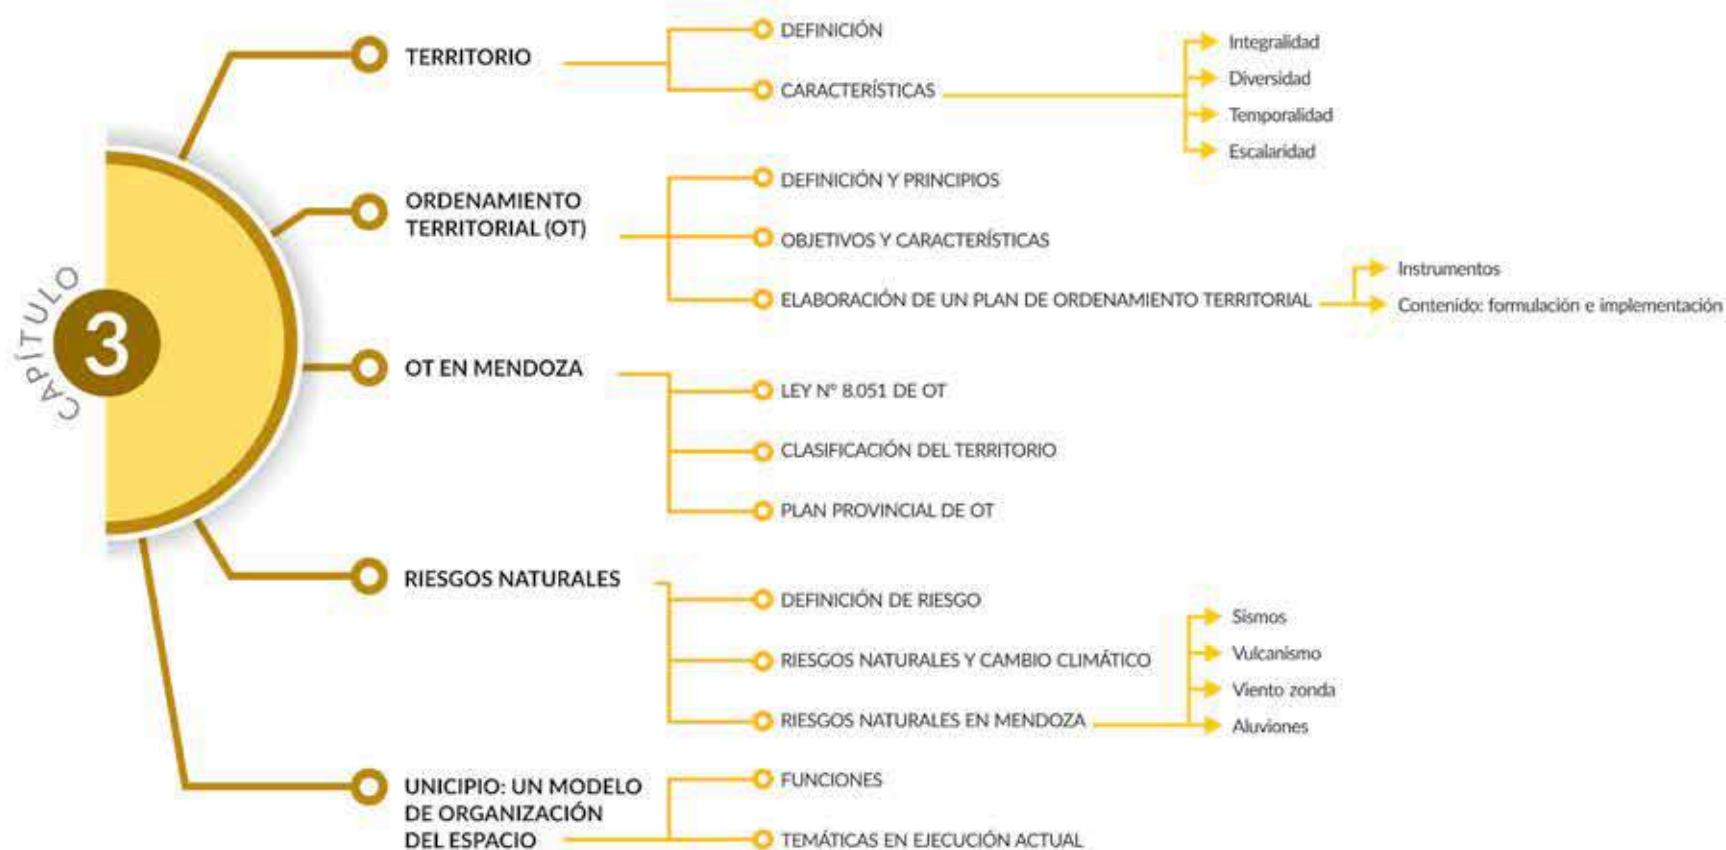 CAPÍTULO
3
TERRITORIO
DEFINICIÓN
CARACTERÍSTICAS
Integralidad
Diversidad
Temporalidad
Escalaridad
ORDENAMIENTO
TERRITORIAL (OT)
DEFINICIÓN Y PRINCIPIOS
OBJETIVOS Y CARACTERÍSTICAS
ELABORACIÓN DE UN PLAN DE ORDENAMIENTO TERRITORIAL
Instrumentos
Contenido: formulación e implementación
OT EN MENDOZA
LEY Nº 8.051 DE OT
CLASIFICACIÓN DEL TERRITORIO
PLAN PROVINCIAL DE OT
RIESGOS NATURALES
DEFINICIÓN DE RIESGO
RIESGOS NATURALES Y CAMBIO CLIMÁTICO
RIESGOS NATURALES EN MENDOZA
Sismos
Vulcanismo
Viento zonda
Aluviones
UNICIPIO: UN MODELO
DE ORGANIZACIÓN
DEL ESPACIO
FUNCIONES
TEMÁTICAS EN EJECUCIÓN ACTUAL